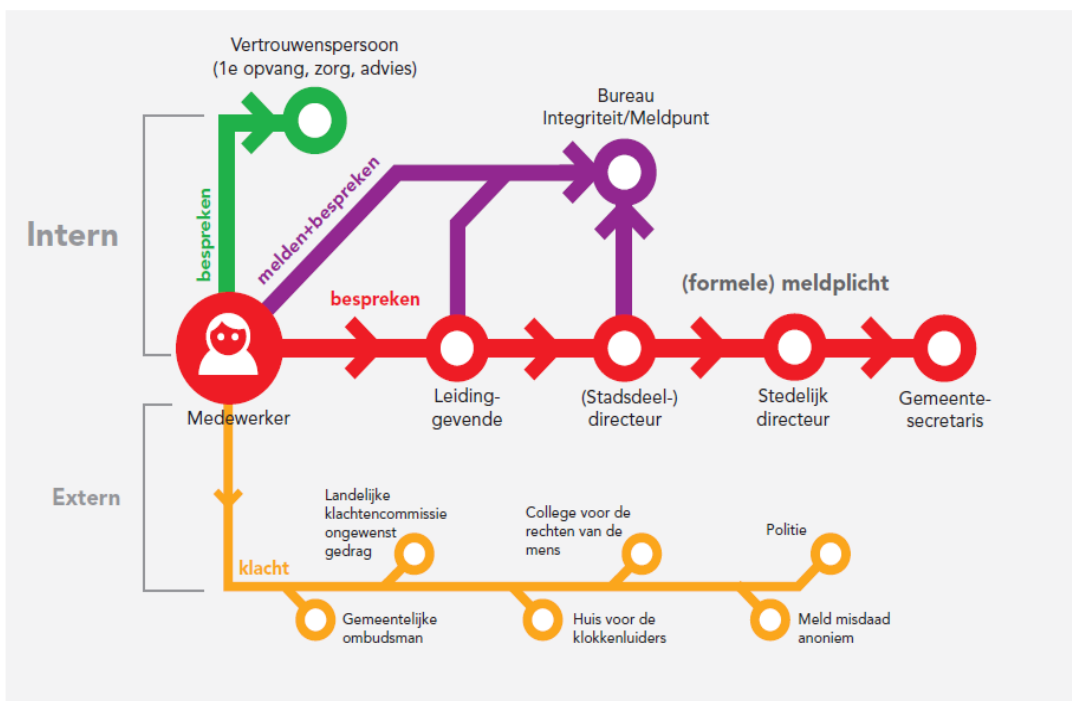 Vertrouwenspersoon
(1e opvang, zorg, advies)
Bureau
Integriteit/Meldpunt
Intern
bespreken
melden+bespreken
bespreken
(formele) meldplicht
Medewerker
Leiding-
gevende
(Stadsdeel-)
directeur
Stedelijk
directeur
Gemeente-
secretaris
Extern
klacht
Landelijke
klachtencommissie
ongewenst
gedrag
College voor de
rechten van de
mens
Politie
Gemeentelijke
ombudsman
Huis voor de
klokkenluiders
Meld misdaad
anoniem